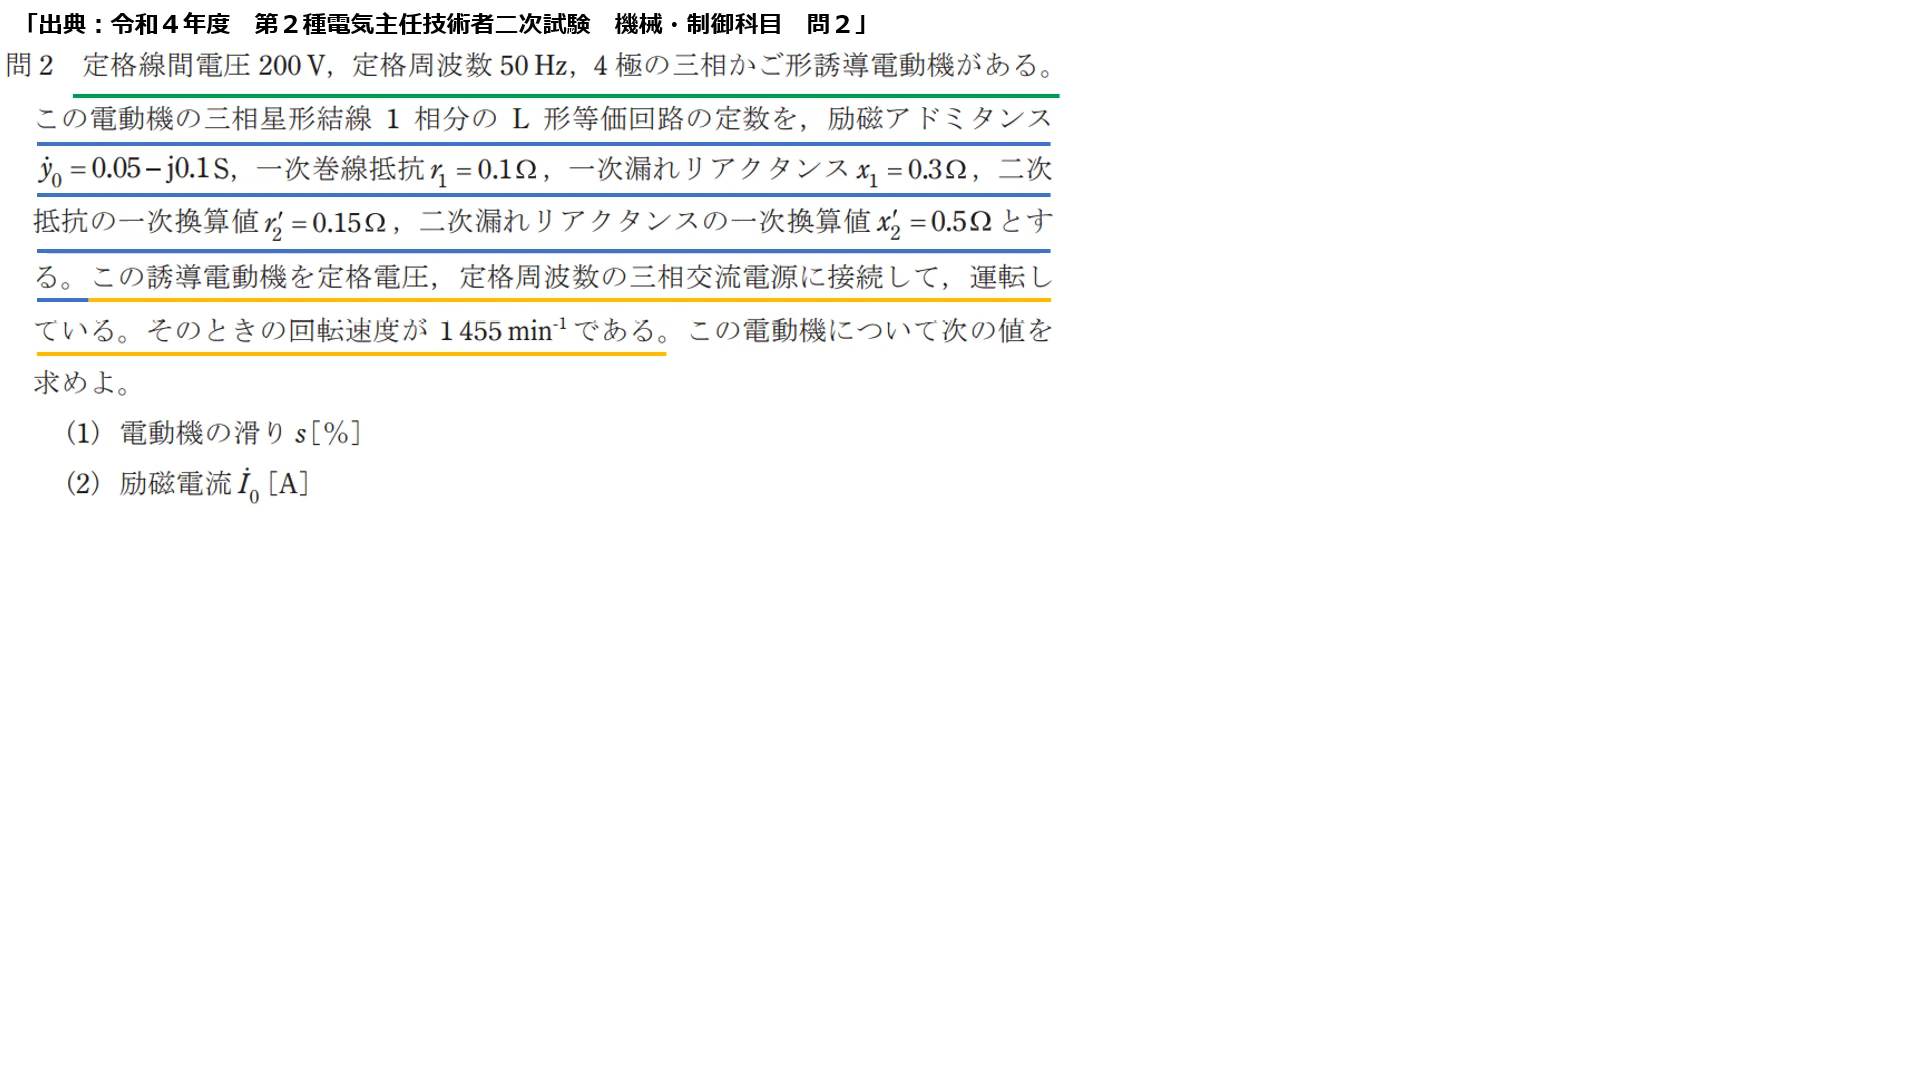 「出典：令和４年度　第２種電気主任技術者二次試験　機械・制御科目　問２」
問2　定格線間電圧 200 V，定格周波数 50 Hz，4 極の三相かご形誘導電動機がある。
この電動機の三相星形結線 1 相分の L 形等価回路の定数を，励磁アドミタンス
ẏ₀ = 0.05 − j0.1 S，一次巻線抵抗 r₁ = 0.1 Ω，一次漏れリアクタンス x₁ = 0.3 Ω，二次
抵抗の一次換算値 r₂′ = 0.15 Ω，二次漏れリアクタンスの一次換算値 x₂′ = 0.5 Ω とす
る。この誘導電動機を定格電圧，定格周波数の三相交流電源に接続して，運転し
ている。そのときの回転速度が 1 455 min⁻¹ である。この電動機について次の値を
求めよ。
(1) 電動機の滑り s [％]
(2) 励磁電流 İ₀ [A]